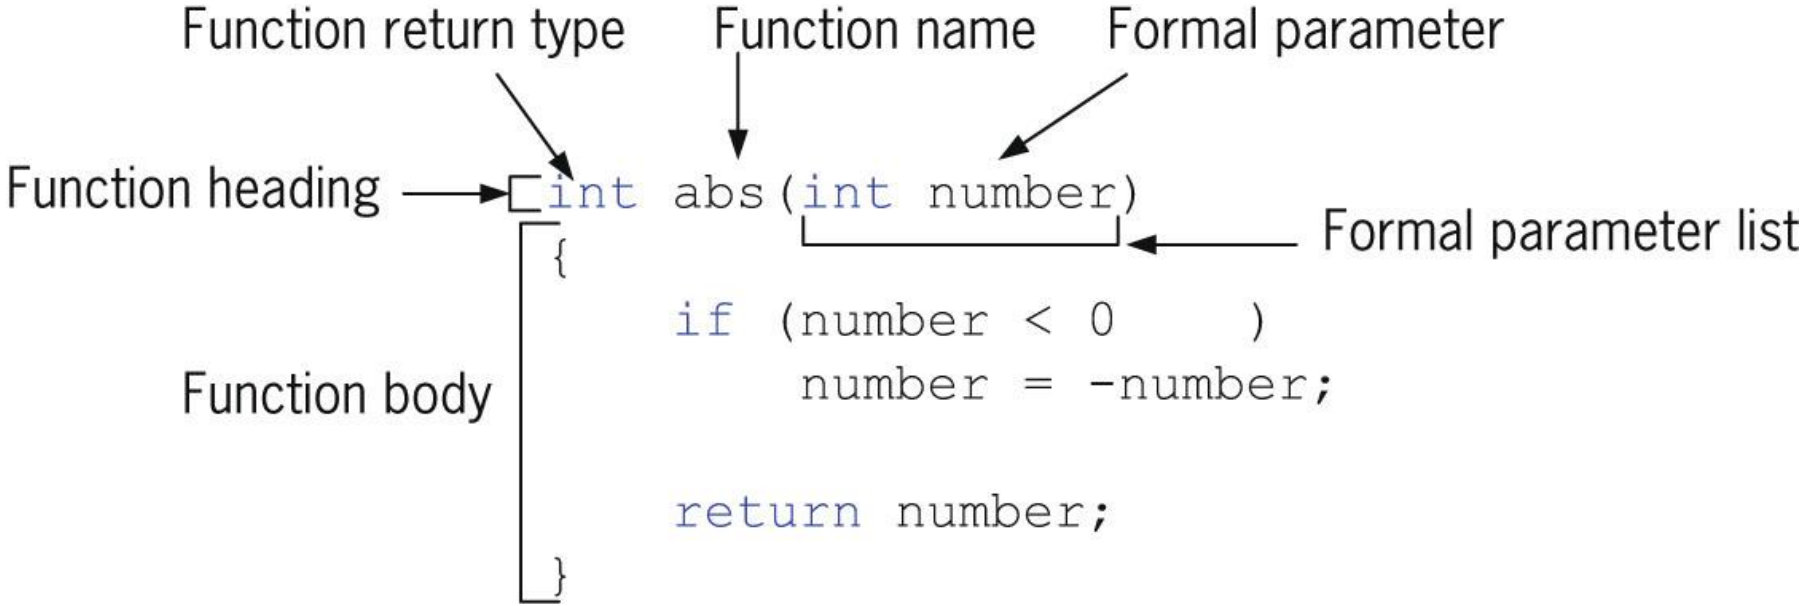 Function return type Function name Formal parameter
Function heading int abs(int number)
Formal parameter list
{
if (number < 0 )
number = -number;
Function body
return number;
}